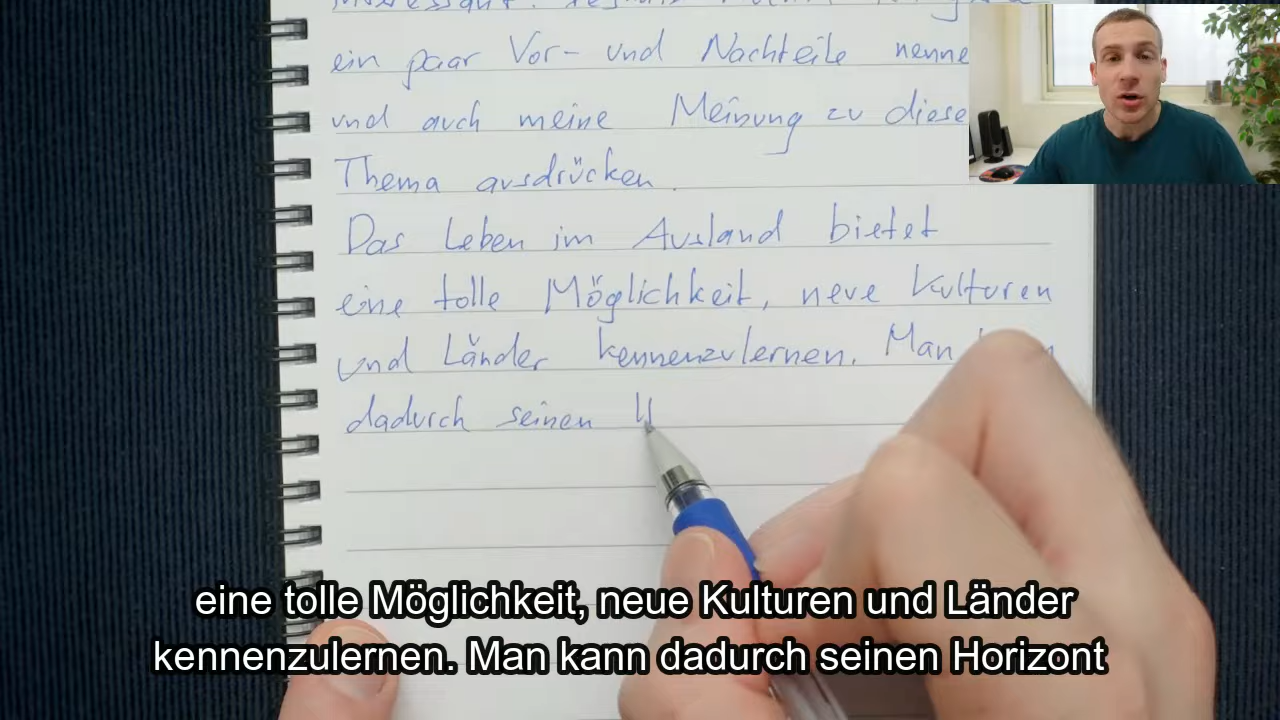 ein paar Vor- und Nachteile nenne
und auch meine Meinung zu diese
Thema ausdrücken.
Das Leben im Ausland bietet
eine tolle Möglichkeit, neue Kulturen
und Länder kennenzulernen. Man
dadurch seinen
eine tolle Möglichkeit, neue Kulturen und Länder
kennenzulernen. Man kann dadurch seinen Horizont